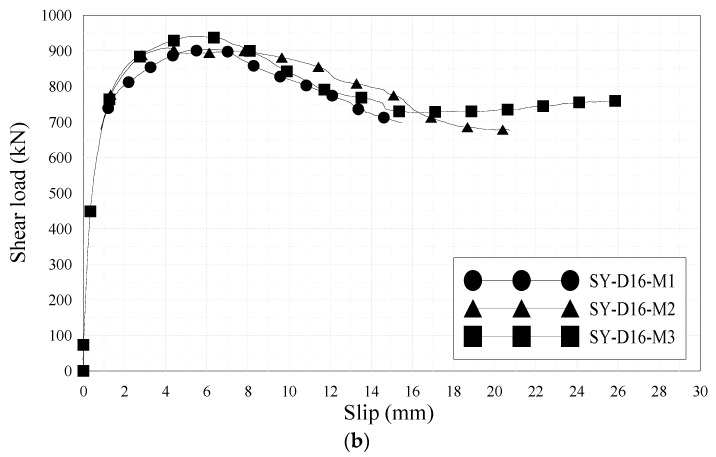 1000
900
800
700
600
500
400
300
200
100
0
Shear load (kN)
SY-D16-M1
SY-D16-M2
SY-D16-M3
0 2 4 6 8 10 12 14 16 18 20 22 24 26 28 30
Slip (mm)
(b)